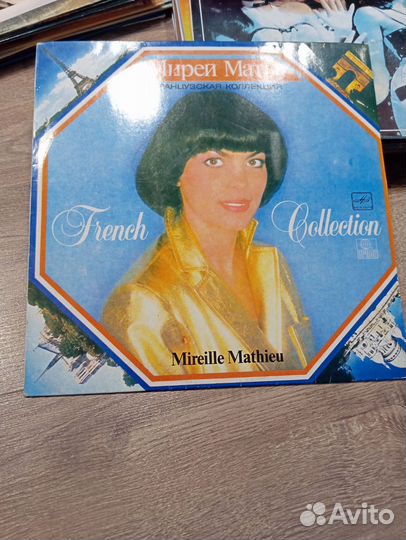 Мирей Матье
ФРАНЦУЗСКАЯ КОЛЛЕКЦИЯ
French Collection
Mireille Mathieu
Avito